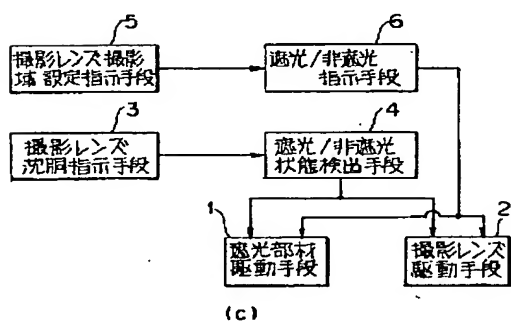 5
撮影レンズ撮影
域設定指示手段
6
遮光/非遮光
指示手段
3
撮影レンズ
沈胴指示手段
4
遮光/非遮光
状態検出手段
1
遮光部材
駆動手段
2
撮影レンズ
駆動手段
(c)